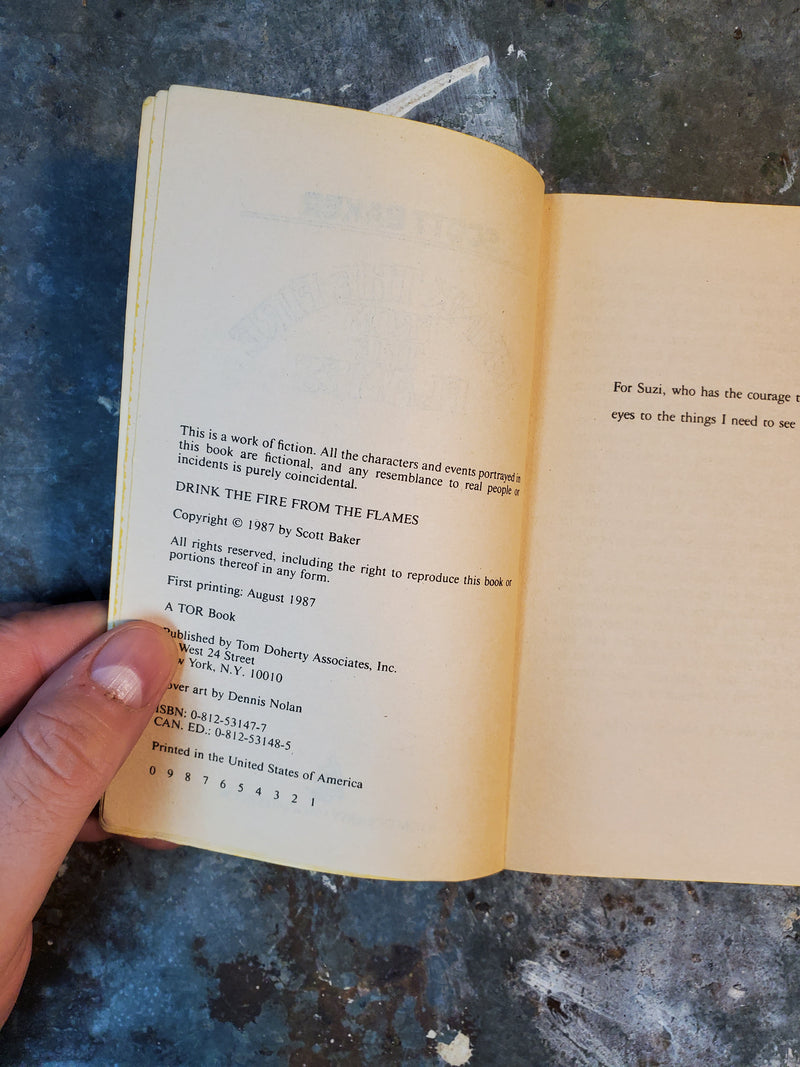 This is a work of fiction. All the characters and events portrayed in
this book are fictional, and any resemblance to real people or
incidents is purely coincidental.
DRINK THE FIRE FROM THE FLAMES
Copyright © 1987 by Scott Baker
All rights reserved, including the right to reproduce this book or
portions thereof in any form.
First printing: August 1987
A TOR Book
Published by Tom Doherty Associates, Inc.
West 24 Street
York, N.Y. 10010
art by Dennis Nolan
ISBN: 0-812-53147-7
CAN. ED.: 0-812-53148-5
Printed in the United States of America
0 9 8 7 6 5 4 3 2 1
For Suzi, who has the courage
eyes to the things I need to see